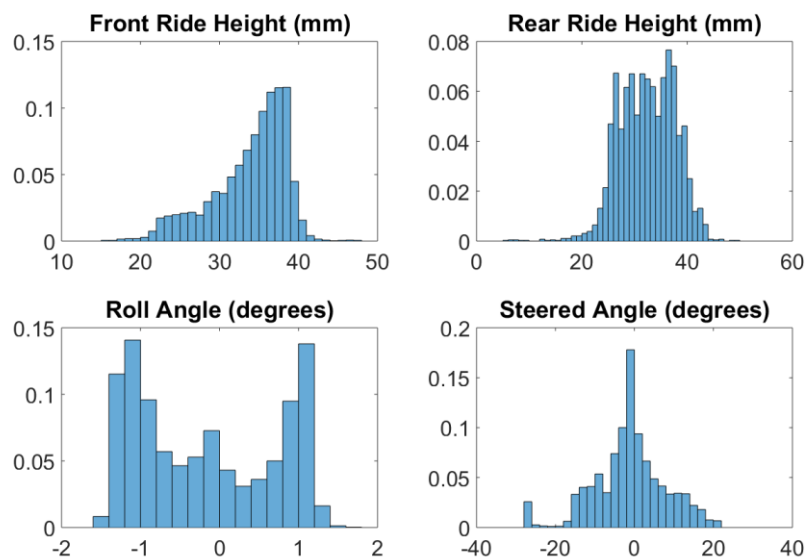 Front Ride Height (mm)
0.15
0.1
0.05
0
10 20 30 40 50
Rear Ride Height (mm)
0.08
0.06
0.04
0.02
0
0 20 40 60
Roll Angle (degrees)
0.15
0.1
0.05
0
-2 -1 0 1 2
Steered Angle (degrees)
0.2
0.15
0.1
0.05
0
-40 -20 0 20 40